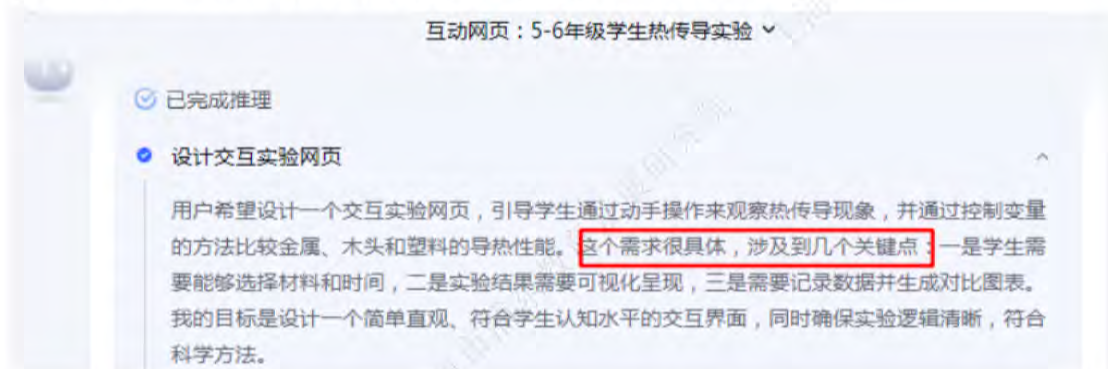 互动网页：5-6年级学生热传导实验
已完成推理
设计交互实验网页
用户希望设计一个交互实验网页，引导学生通过动手操作来观察热传导现象，并通过控制变量
的方法比较金属、木头和塑料的导热性能。这个需求很具体，涉及到几个关键点：一是学生需
要能够选择材料和时间，二是实验结果需要可视化呈现，三是需要记录数据并生成对比图表。
我的目标是设计一个简单直观、符合学生认知水平的交互界面，同时确保实验逻辑清晰，符合
科学方法。